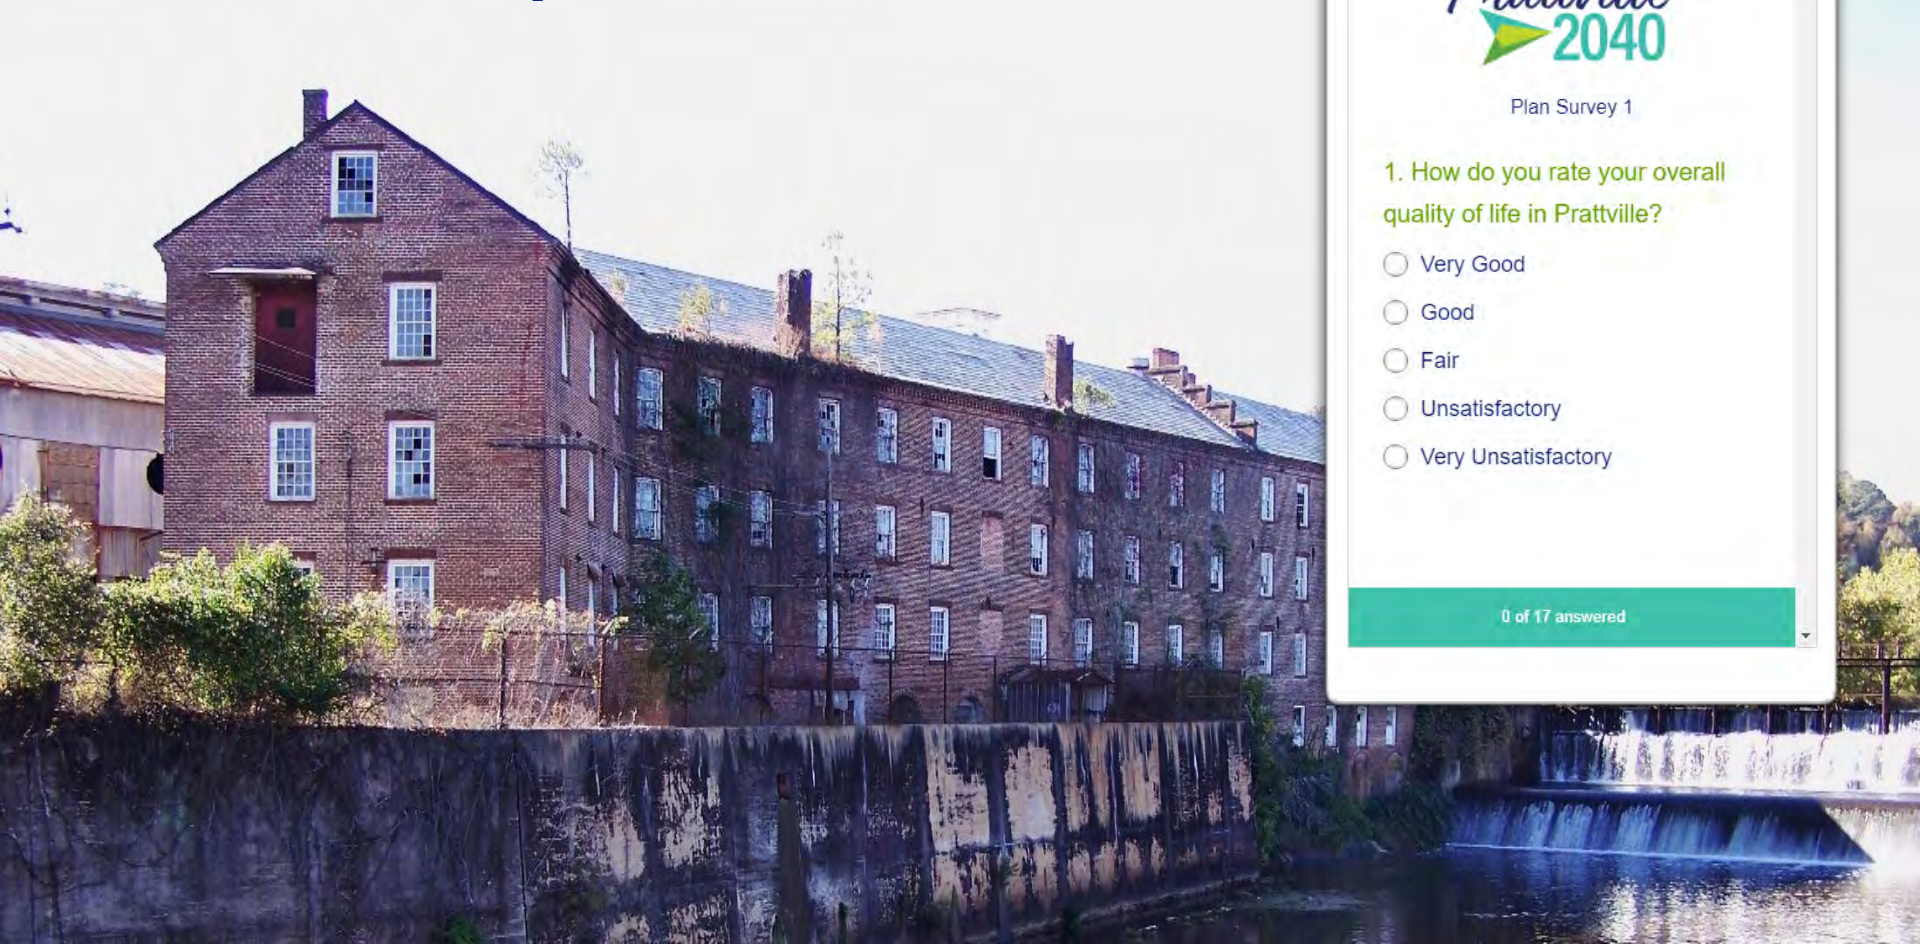 Prattville
2040
Plan Survey 1
1. How do you rate your overall
quality of life in Prattville?
Very Good
Good
Fair
Unsatisfactory
Very Unsatisfactory
0 of 17 answered